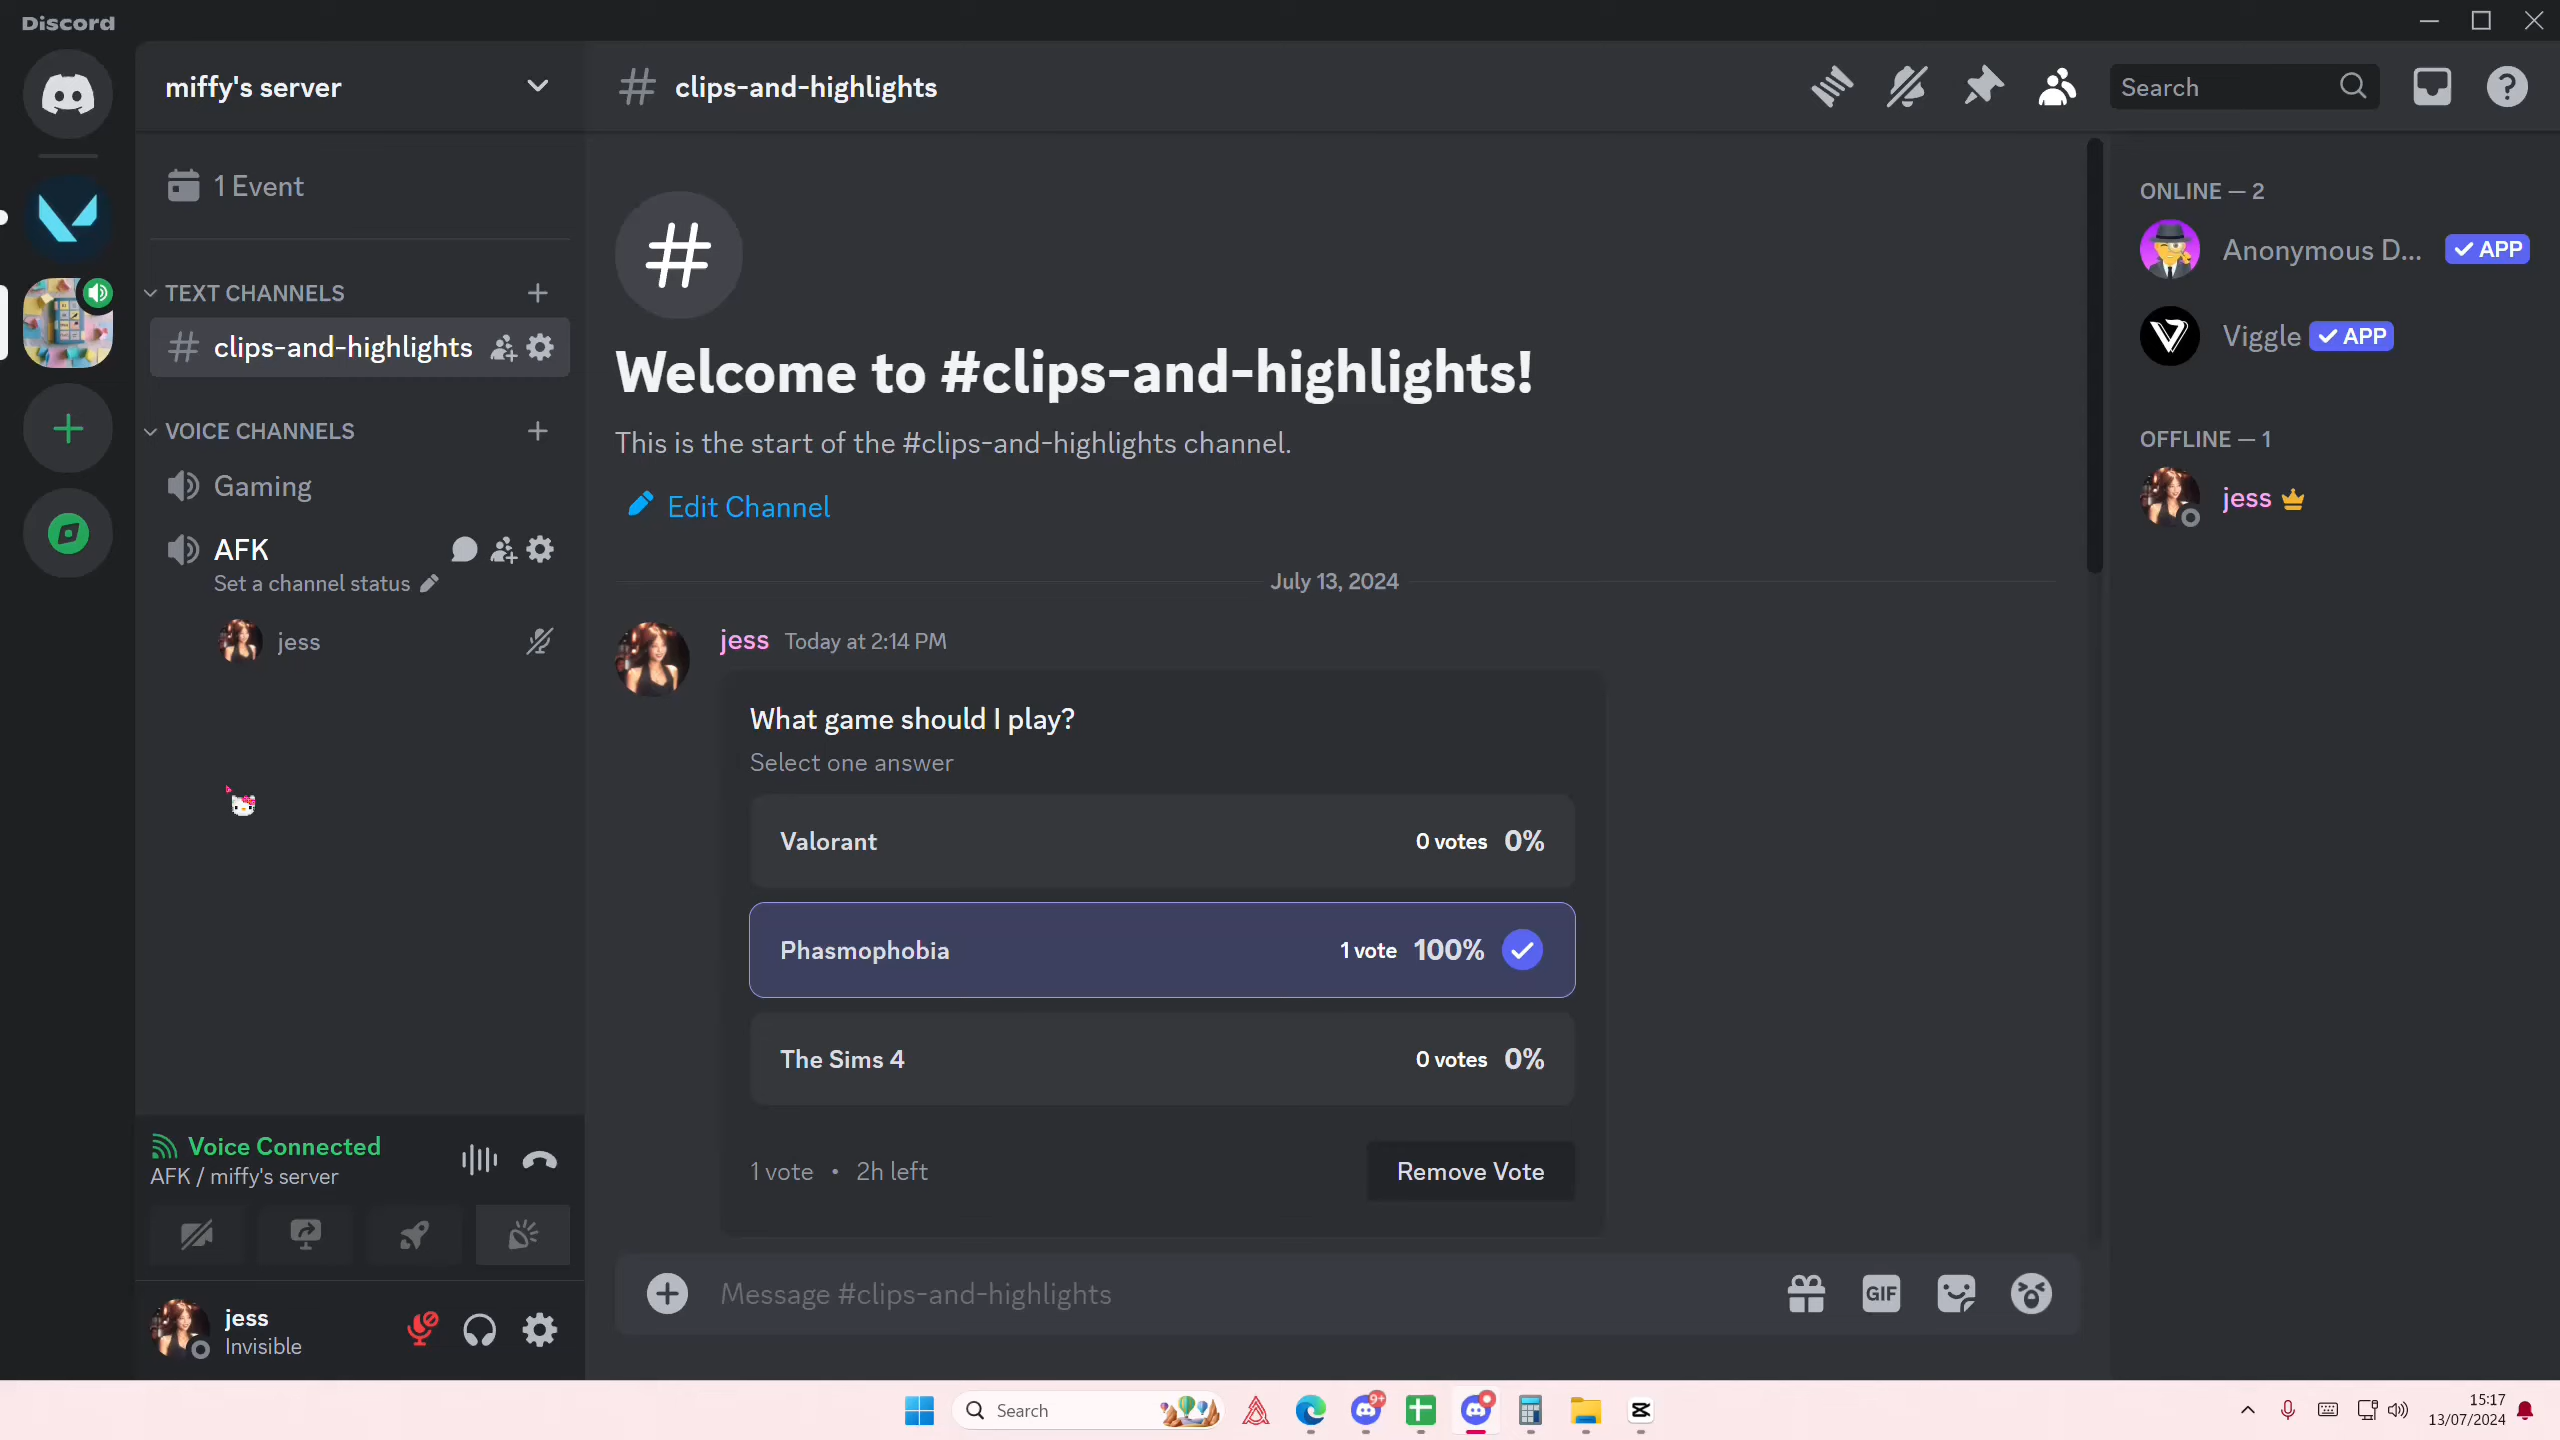 Discord
miffy's server
1 Event
TEXT CHANNELS
clips-and-highlights
VOICE CHANNELS
Gaming
AFK
Set a channel status
jess
Voice Connected
AFK / miffy's server
jess
Invisible
clips-and-highlights
Search
Welcome to #clips-and-highlights!
This is the start of the #clips-and-highlights channel.
Edit Channel
July 13, 2024
jess Today at 2:14 PM
What game should I play?
Select one answer
Valorant 0 votes 0%
Phasmophobia 1 vote 100%
The Sims 4 0 votes 0%
1 vote • 2h left Remove Vote
Message #clips-and-highlights
GIF
ONLINE — 2
Anonymous D... APP
Viggle APP
OFFLINE — 1
jess
Search
9+
15:17
13/07/2024